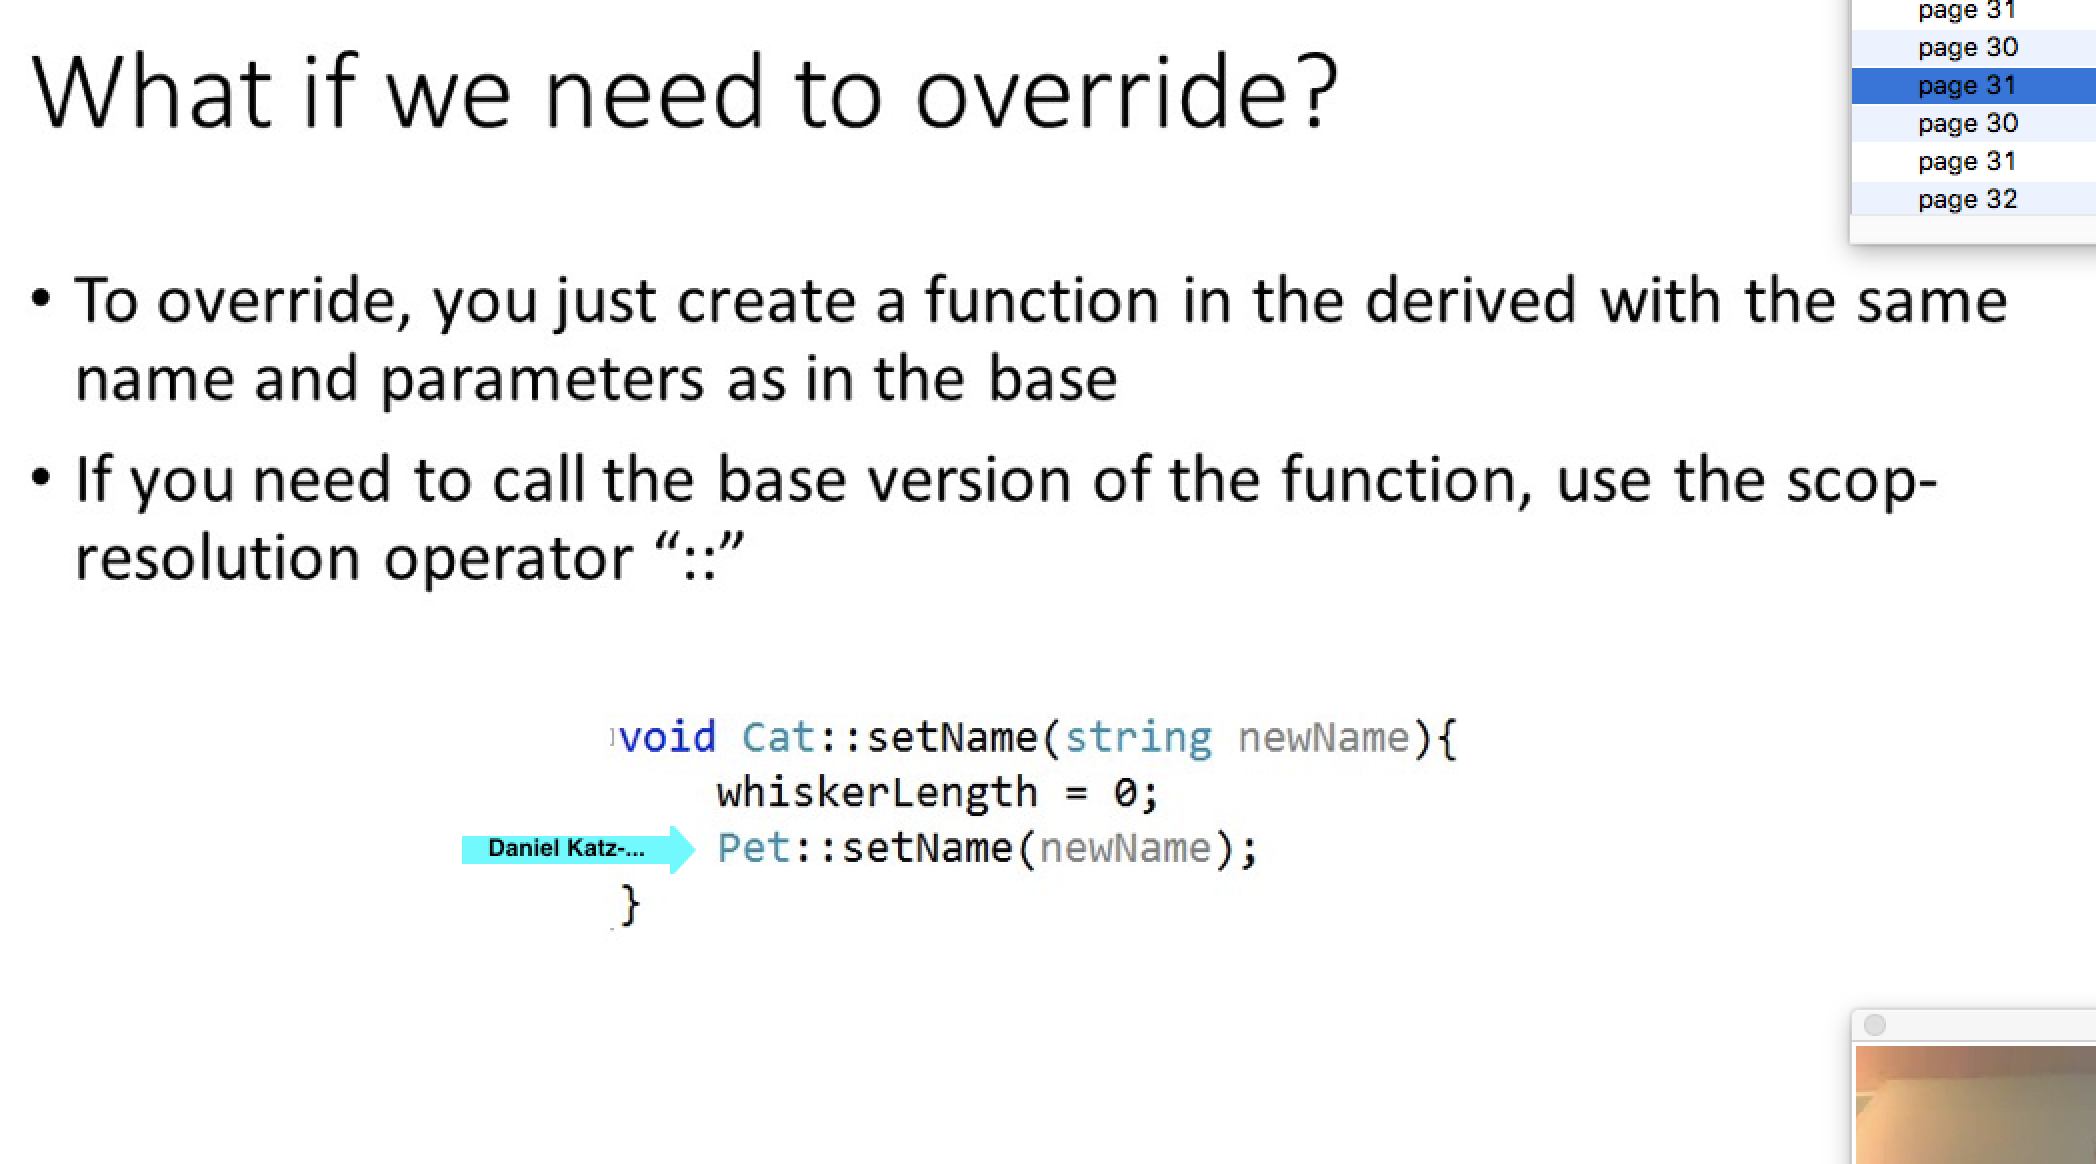 What if we need to override?
page 31
page 30
page 31
page 30
page 31
page 32
• To override, you just create a function in the derived with the same
name and parameters as in the base
• If you need to call the base version of the function, use the scop-
resolution operator “::”
void Cat::setName(string newName){
whiskerLength = 0;
Daniel Katz-...
Pet::setName(newName);
}